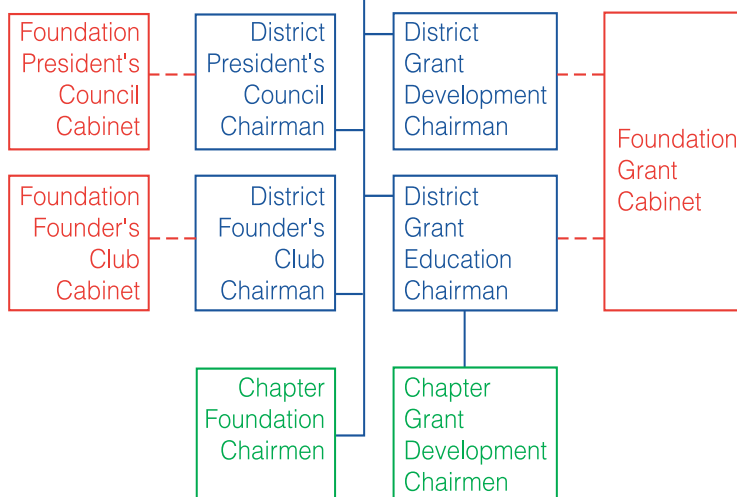 Foundation
President's
Council
Cabinet
District
President's
Council
Chairman
District
Grant
Development
Chairman
Foundation
Grant
Cabinet
Foundation
Founder's
Club
Cabinet
District
Founder's
Club
Chairman
District
Grant
Education
Chairman
Chapter
Foundation
Chairmen
Chapter
Grant
Development
Chairmen